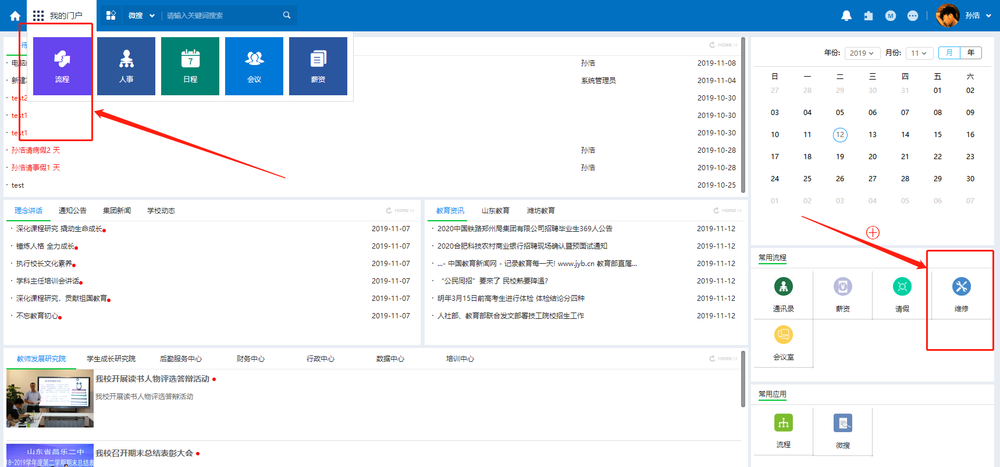 我的门户
微搜
请输入关键词搜索
M
孙浩
流程
人事
7
日程
会议
薪资
待
MORE
电脑
孙浩
2019-11-08
新建
系统管理员
2019-11-04
test2
2019-10-30
test1
2019-10-30
test1
2019-10-30
孙浩请病假2 天
孙浩
2019-10-28
孙浩请事假1 天
孙浩
2019-10-28
test
2019-10-25
年份:
2019
月份:
11
月
年
日 一 二 三 四 五 六
27 28 29 30 31 01 02
03 04 05 06 07 08 09
10 11 12 13 14 15 16
17 18 19 20 21 22 23
24 25 26 27 28 29 30
01 02 03 04 05 06 07
理念讲话
通知公告
集团新闻
学校动态
MORE
深化课程研究 撬动生命成长
2019-11-07
锤炼人格 全力成长
2019-11-07
执行校长文化素养
2019-11-07
学科主任培训会讲话
2019-11-07
深化课程研究，贡献祖国教育
2019-11-07
不忘教育初心
2019-11-07
教育资讯
山东教育
潍坊教育
MORE
2020中国铁路郑州局集团有限公司招聘毕业生369人公告
2019-11-12
2020合肥科技农村商业银行招聘现场确认暨预面试通知
2019-11-12
...- 中国教育新闻网 - 记录教育每一天! www.jyb.cn 教育部直属...
2019-11-12
“公民同招”要來了 民校熱要降溫?
2019-11-12
明年3月15日前高考生进行体检 体检结论分四种
2019-11-12
人社部、教育部联合发文部署技工院校招生工作
2019-11-12
常用流程
通讯录
薪资
请假
维修
会议室
教师发展研究院
学生成长研究院
后勤服务中心
财务中心
行政中心
数据中心
培训中心
MORE
我校开展读书人物评选答辩活动
我校开展读书人物评选答辩活动
山东省昌乐二中
18-2019学年度第二学期期末总结表
我校召开期末总结表彰大会
常用应用
流程
微搜